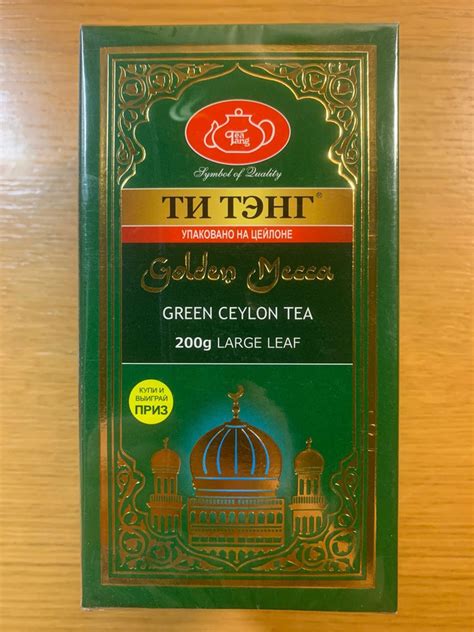 Tea
Tang
Symbol of Quality
ТИ ТЭНГ®
УПАКОВАНО НА ЦЕЙЛОНЕ
Golden Mecca
GREEN CEYLON TEA
200g LARGE LEAF
КУПИ И
ВЫИГРАЙ
ПРИЗ